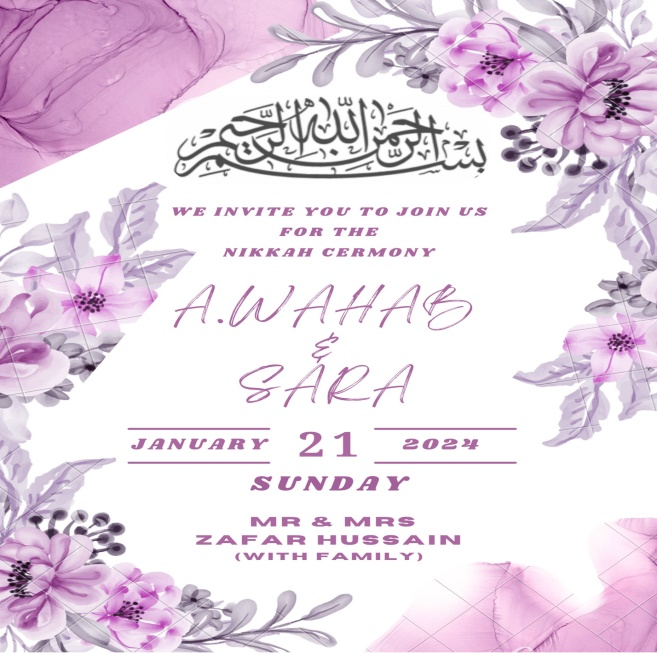 بسم الله الرحمن الرحيم
WE INVITE YOU TO JOIN US
FOR THE
NIKKAH CERMONY
A.WAHAB
&
SARA
JANUARY 21 2024
SUNDAY
MR & MRS
ZAFAR HUSSAIN
(WITH FAMILY)